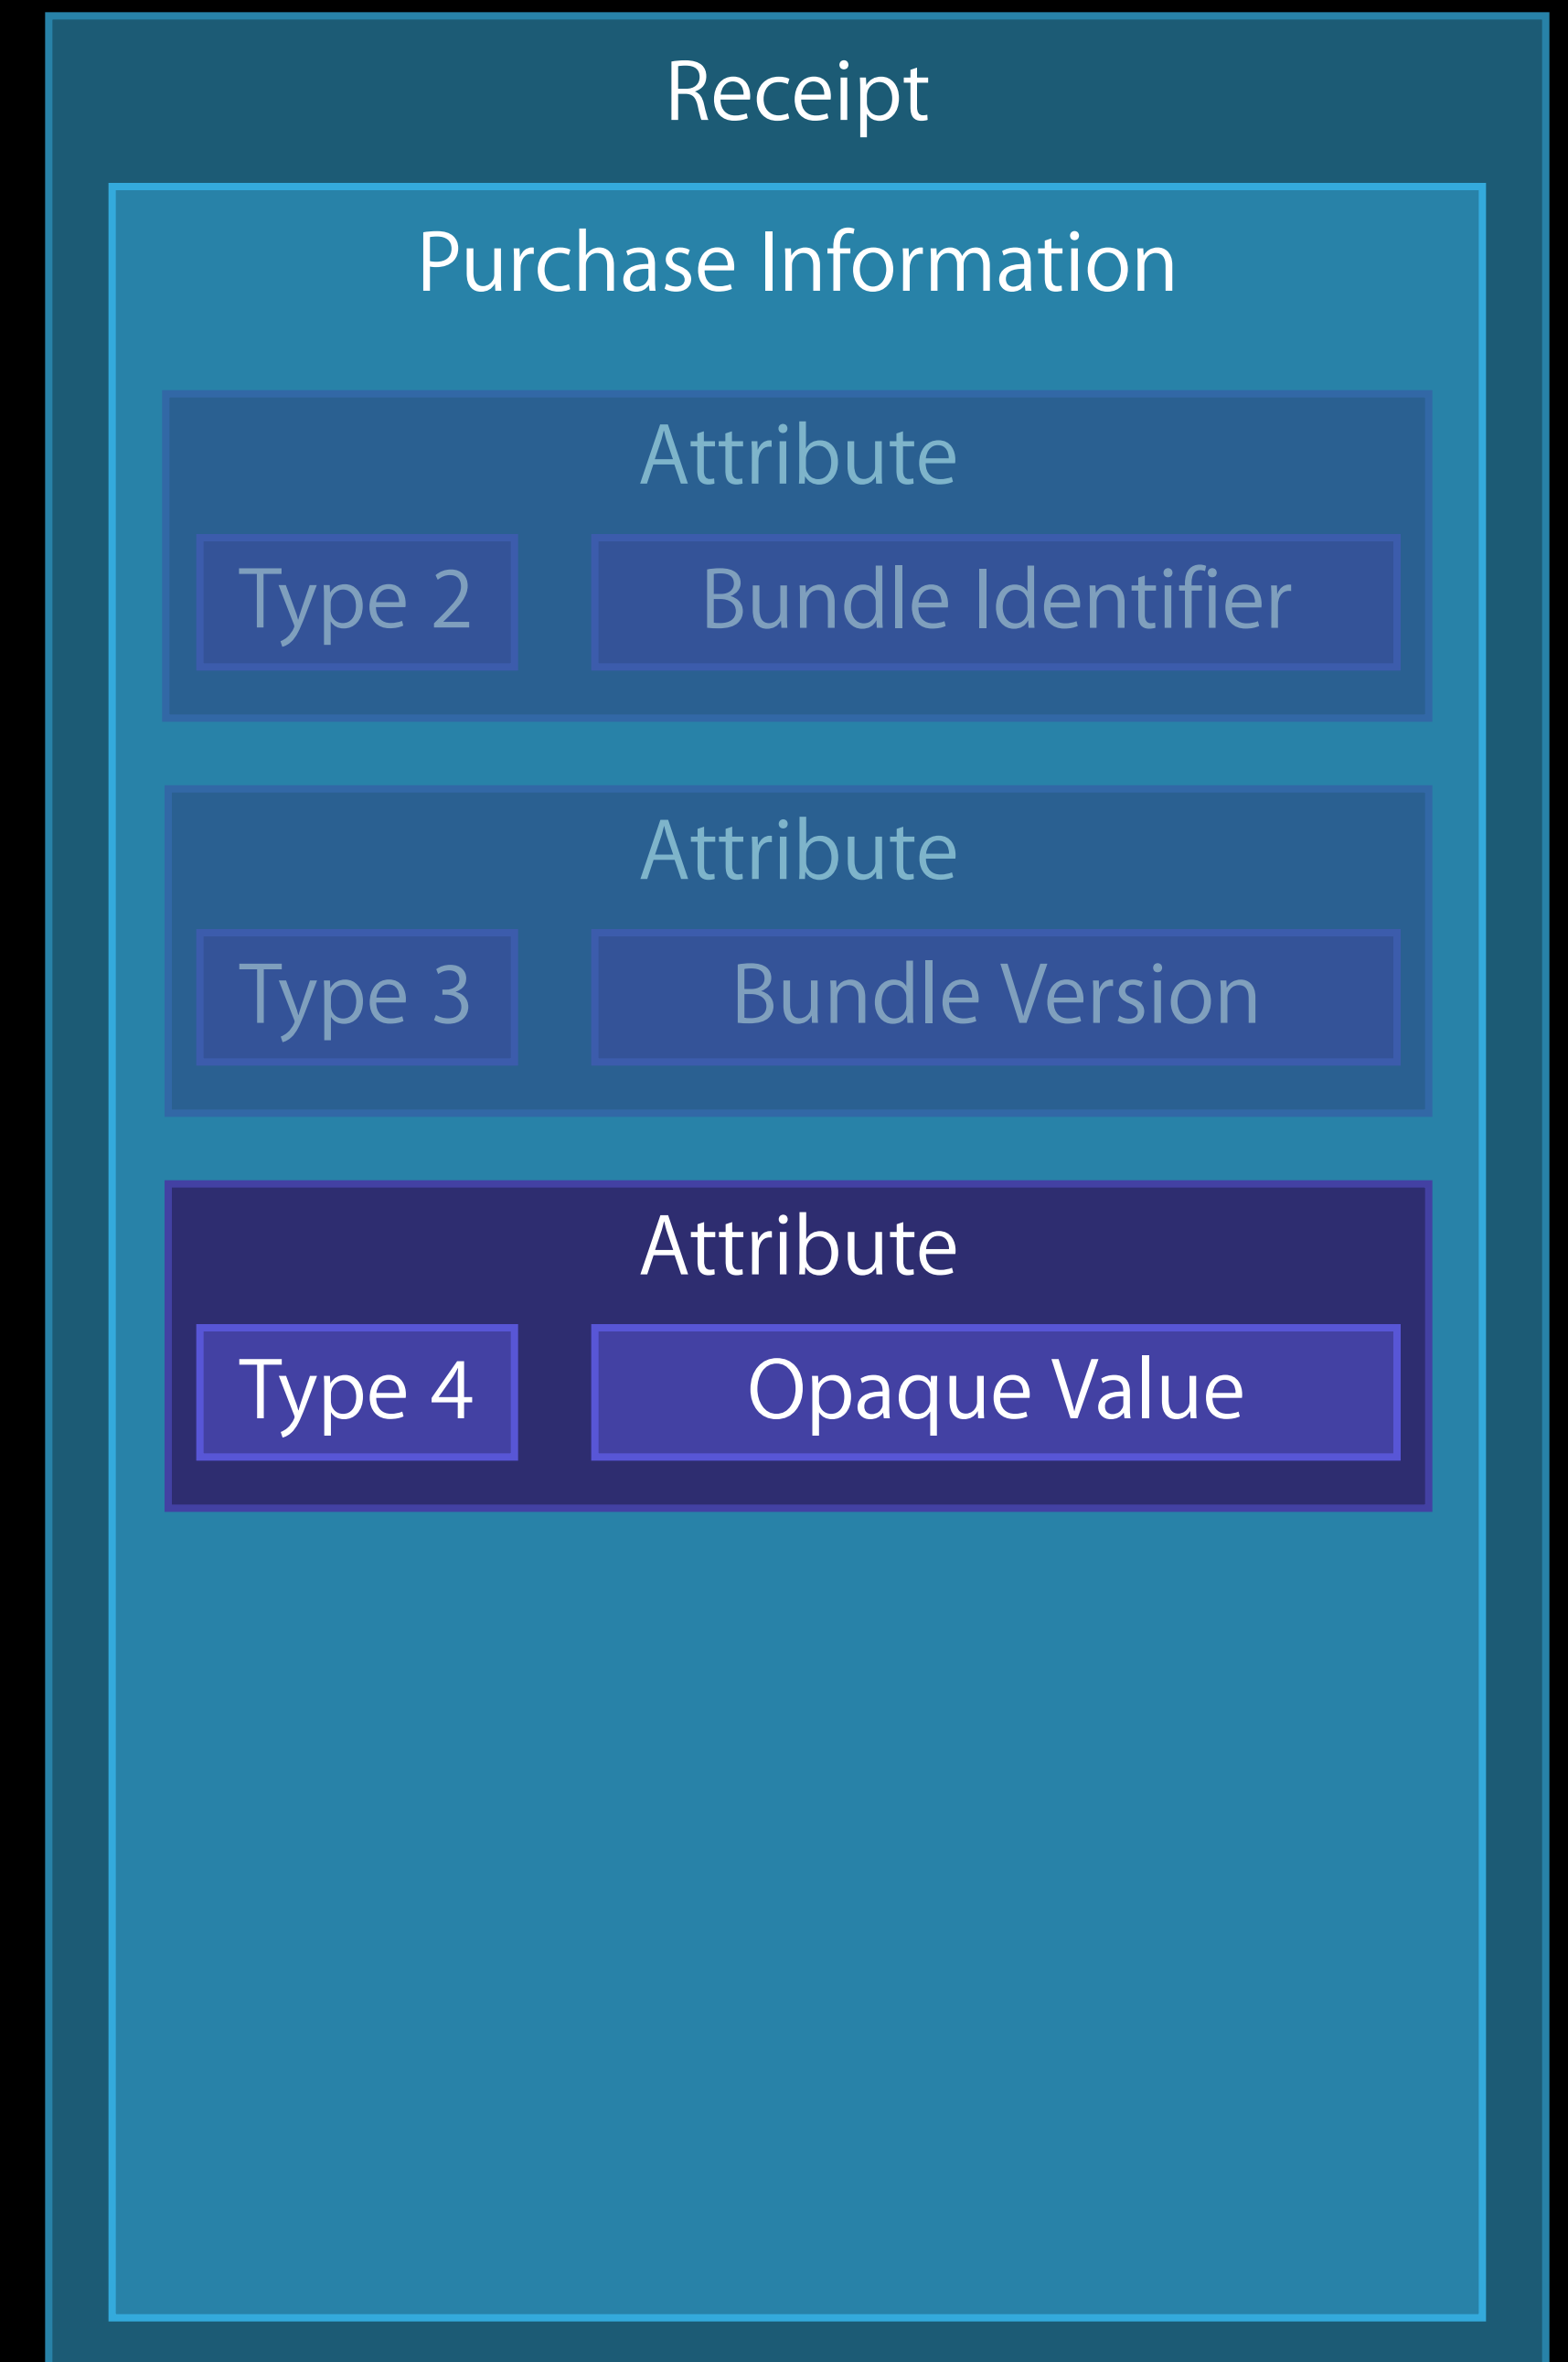 Receipt
Purchase Information
Attribute
Type 2 Bundle Identifier
Attribute
Type 3 Bundle Version
Attribute
Type 4 Opaque Value